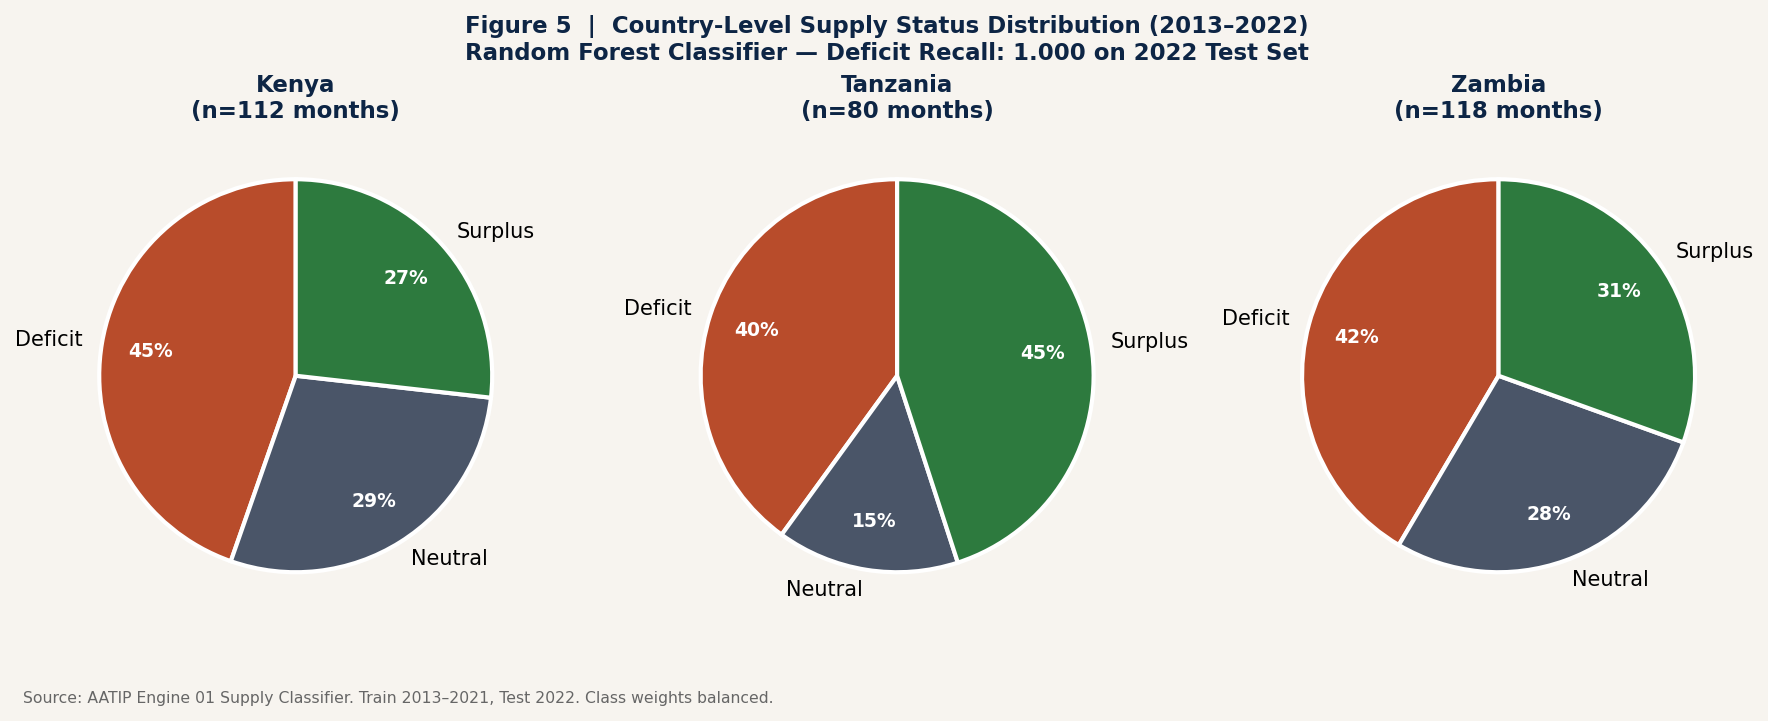 Figure 5  |  Country-Level Supply Status Distribution (2013–2022)
Random Forest Classifier — Deficit Recall: 1.000 on 2022 Test Set
Kenya
(n=112 months)
Surplus
27%
Deficit
45%
29%
Neutral
Tanzania
(n=80 months)
Deficit
40%
45%
Surplus
15%
Neutral
Zambia
(n=118 months)
Surplus
31%
Deficit
42%
28%
Neutral
Source: AATIP Engine 01 Supply Classifier. Train 2013–2021, Test 2022. Class weights balanced.